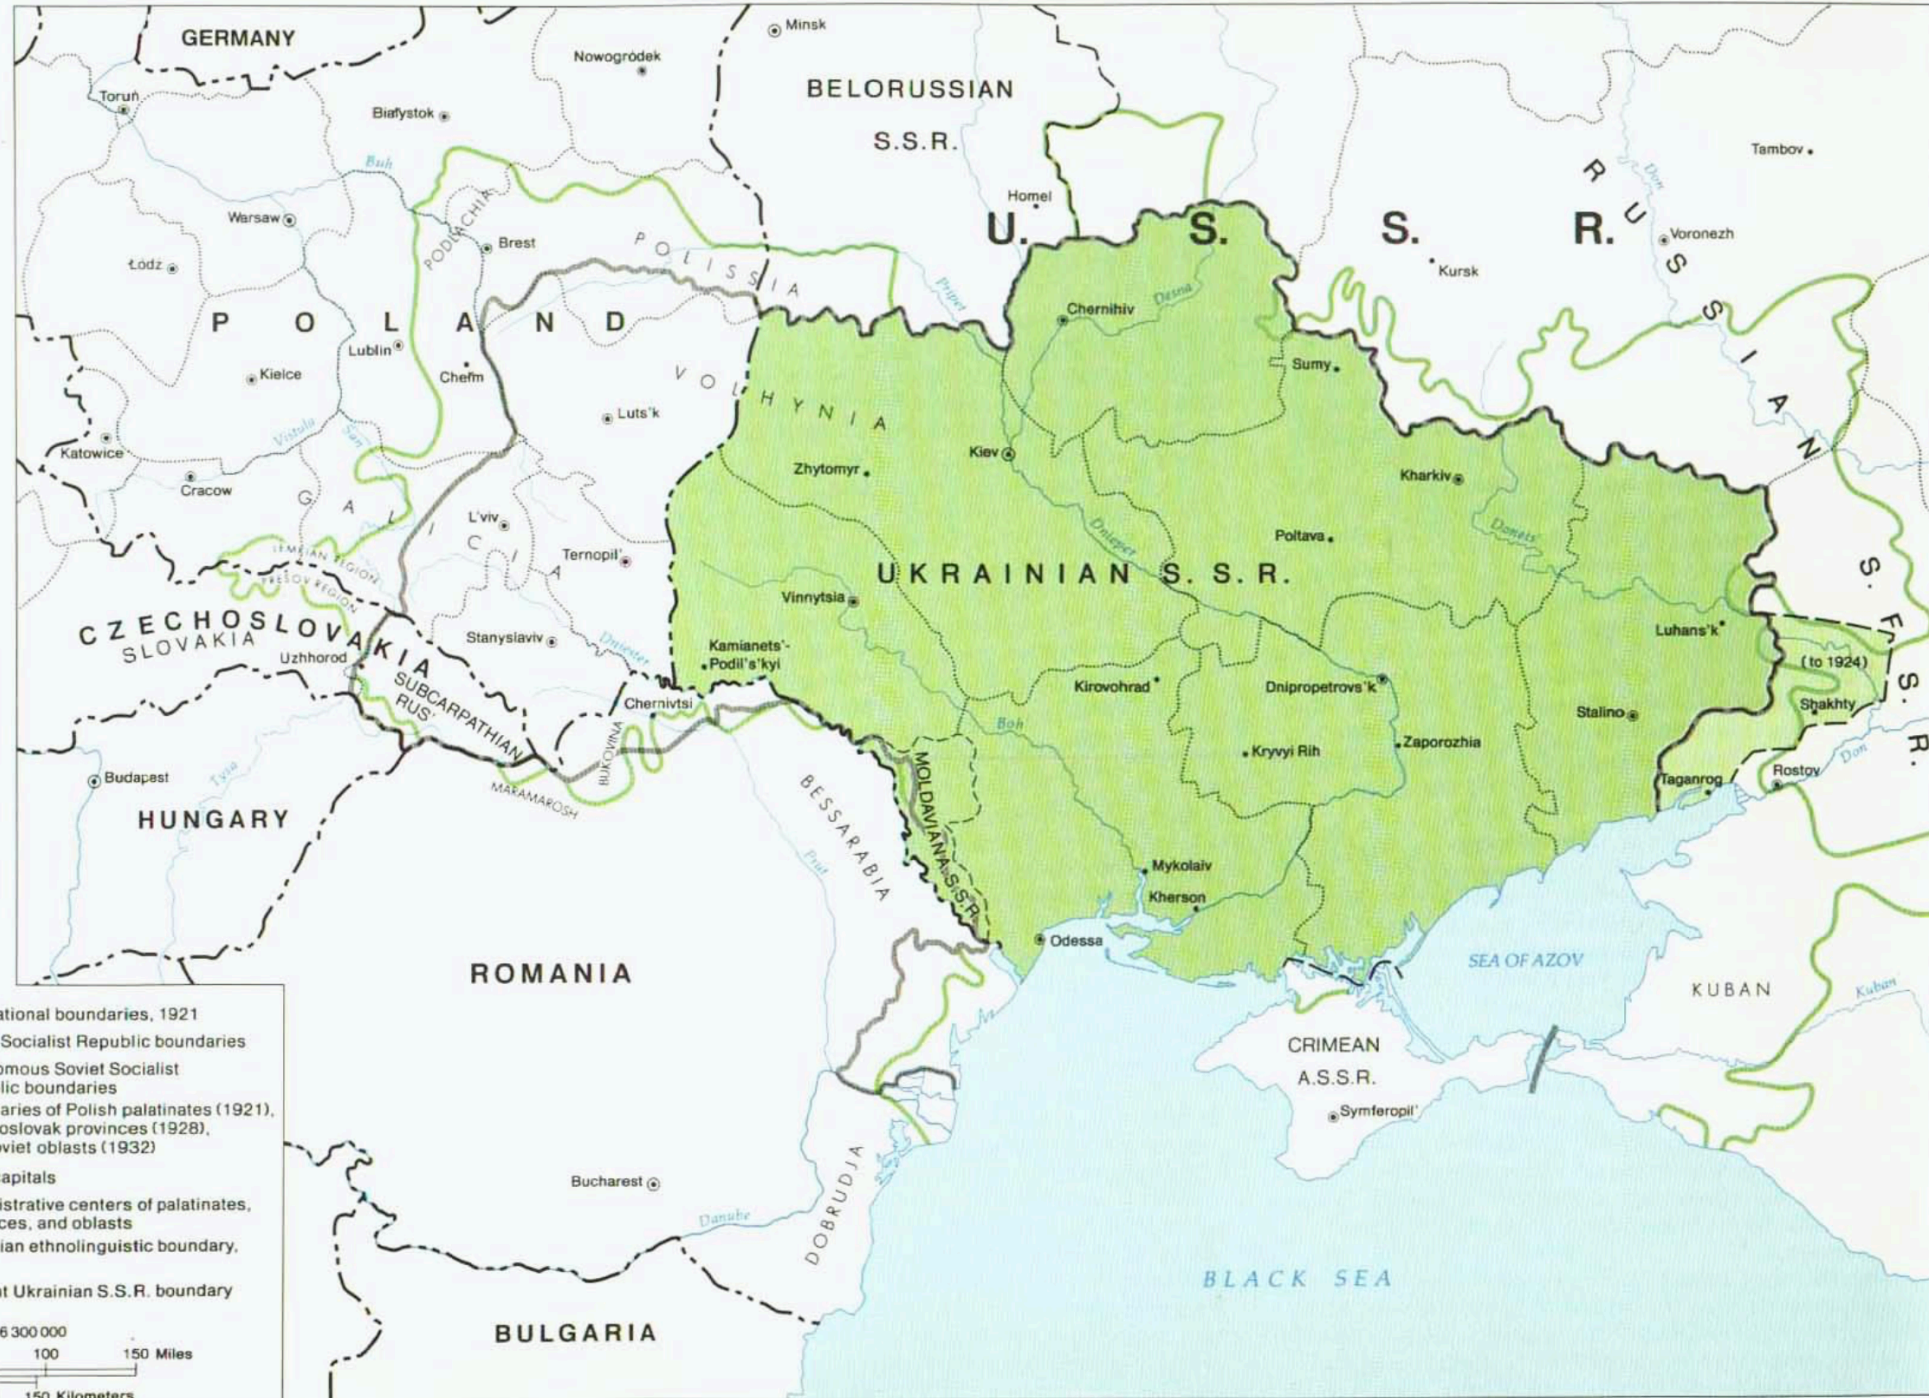 GERMANY
Toruń
Białystok
Nowogródek
Minsk
BELORUSSIAN
S.S.R.
Homel
Tambov
Don
Voronezh
Kursk
U. S. S. R.
RUSSIAN S.F.S.R.
Buh
Warsaw
Łódź
PODLACHIA
Brest
POLISSIA
Pripet
Chernihiv
Desna
Sumy
POLAND
Lublin
Chełm
Kielce
VOLHYNIA
Luts'k
Katowice
Vistula
San
Cracow
Kiev
Zhytomyr
Kharkiv
GALICIA
L'viv
Ternopil'
Dnieper
Poltava
Donets'
LEMKIAN REGION
PREŠOV REGION
UKRAINIAN S.S.R.
Vinnytsia
CZECHOSLOVAKIA
SLOVAKIA
Uzhhorod
Stanyslaviv
Dniester
Kamianets'-
Podil's'kyi
Luhans'k
(to 1924)
SUBCARPATHIAN
RUS'
Chernivtsi
Kirovohrad
Dnipropetrovs'k
Stalino
Shakhty
Boh
Kryvyi Rih
Zaporozhia
Don
Rostov
Taganrog
Budapest
Tysa
BUKOVINA
MARAMAROSH
HUNGARY
BESSARABIA
MOLDAVIAN A.S.S.R.
Prut
Mykolaiv
Kherson
Odessa
ROMANIA
SEA OF AZOV
KUBAN
Kuban
CRIMEAN
A.S.S.R.
Symferopil'
Bucharest
Danube
DOBRUDJA
BLACK SEA
BULGARIA
ational boundaries, 1921
Socialist Republic boundaries
omous Soviet Socialist
lic boundaries
aries of Polish palatinates (1921),
oslovak provinces (1928),
oviet oblasts (1932)
apitals
istrative centers of palatinates,
ces, and oblasts
ian ethnolinguistic boundary,
t Ukrainian S.S.R. boundary
6 300 000
100 150 Miles
150 Kilometers